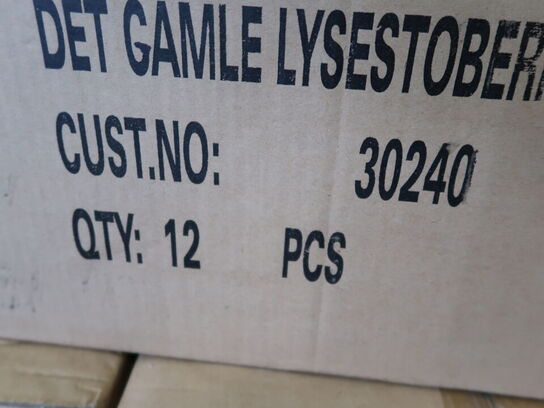 DET GAMLE LYSESTOBER
CUST.NO: 30240
QTY: 12 PCS